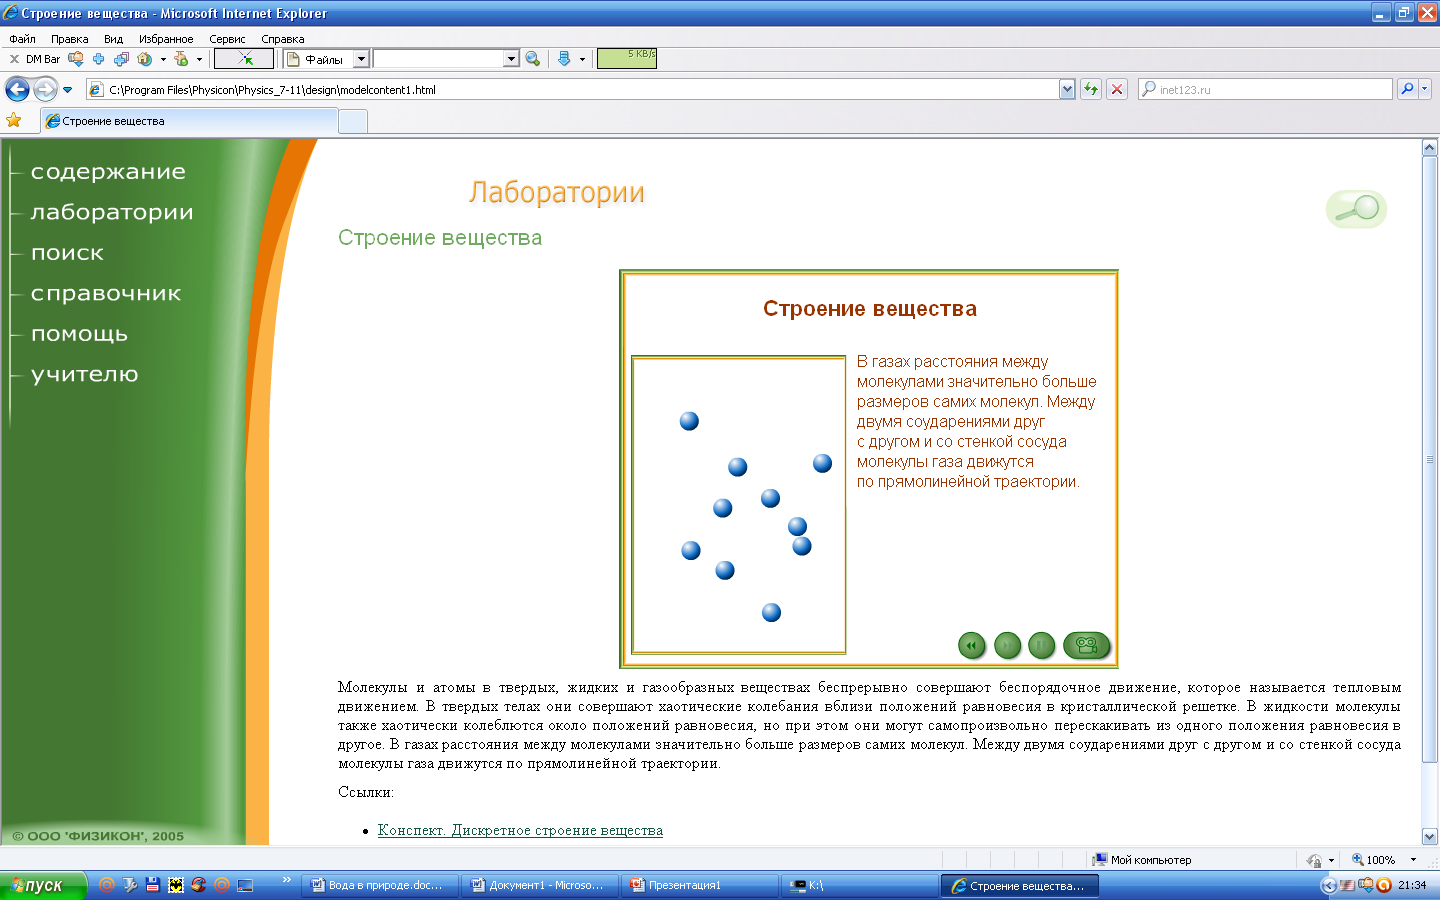 Строение вещества - Microsoft Internet Explorer
Файл Правка Вид Избранное Сервис Справка
DM Bar Файлы 5 KB/s
C:\Program Files\Physicon\Physics_7-11\design\modelcontent1.html inet123.ru
Строение вещества
содержание
лаборатории
поиск
справочник
помощь
учителю
© ООО "ФИЗИКОН", 2005
Лаборатории
Строение вещества
Строение вещества
В газах расстояния между
молекулами значительно больше
размеров самих молекул. Между
двумя соударениями друг
с другом и со стенкой сосуда
молекулы газа движутся
по прямолинейной траектории.
Молекулы и атомы в твердых, жидких и газообразных веществах беспрерывно совершают беспорядочное движение, которое называется тепловым
движением. В твердых телах они совершают хаотические колебания вблизи положений равновесия в кристаллической решетке. В жидкости молекулы
также хаотически колеблются около положений равновесия, но при этом они могут самопроизвольно перескакивать из одного положения равновесия в
другое. В газах расстояния между молекулами значительно больше размеров самих молекул. Между двумя соударениями друг с другом и со стенкой сосуда
молекулы газа движутся по прямолинейной траектории.
Ссылки:
Конспект. Дискретное строение вещества
Мой компьютер 100%
пуск Вода в природе.doc... Документ1 - Microso... Презентация1 K:\ Строение вещества... 21:34